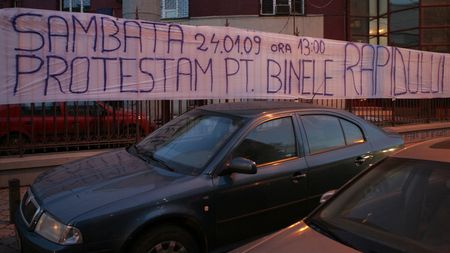 SAMBATA 24.01.09 ORA 13:00
PROTESTAM PT. BINELE RAPIDULUI